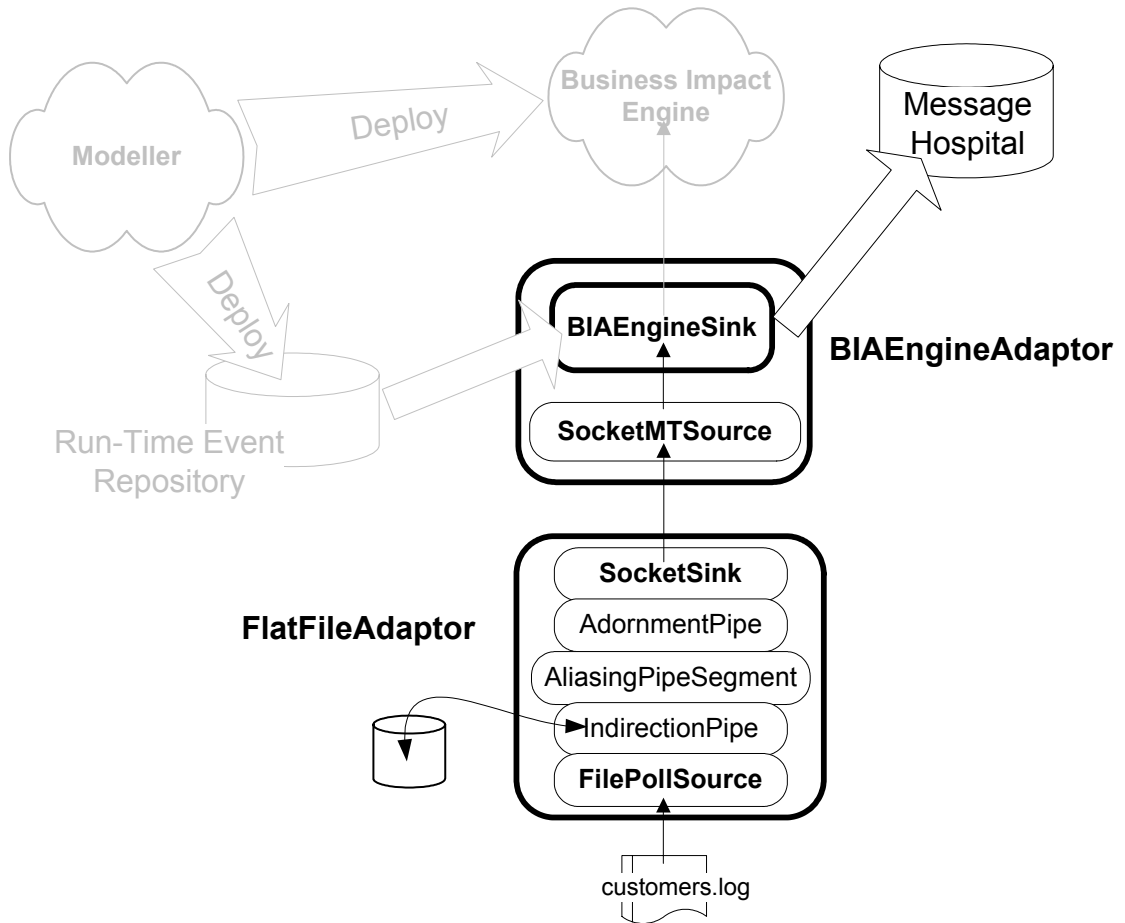 Business Impact
Engine
Message
Hospital
Deploy
Modeller
Deploy
BIAEngineSink
BIAEngineAdaptor
SocketMTSource
Run-Time Event
Repository
SocketSink
FlatFileAdaptor
AdornmentPipe
AliasingPipeSegment
IndirectionPipe
FilePollSource
customers.log